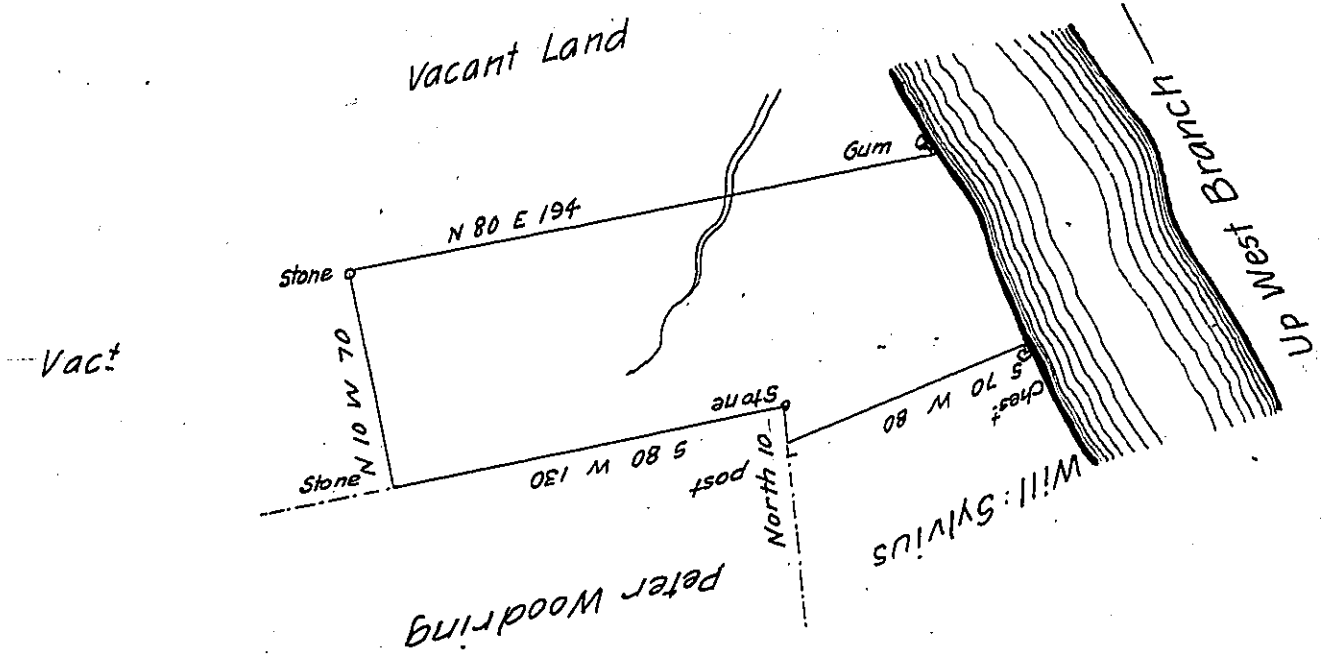 Vacant Land
Up West Branch
Gum
N 80 E 194
Stone
Vac.t
N 10 W 70
Stone
S 80 W 130
Stone
North 10
post
S 70 W 80
Chest
Will: Sylvius
Peter Woodring